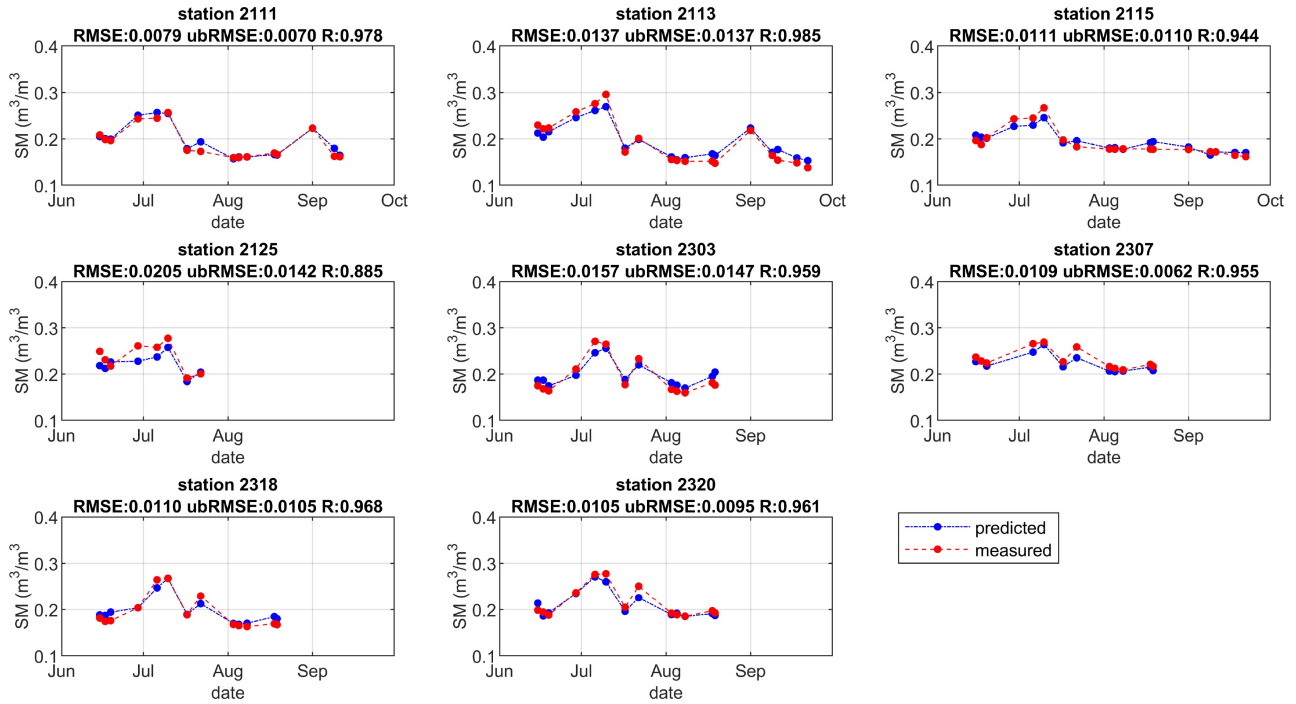 station 2111
RMSE:0.0079 ubRMSE:0.0070 R:0.978
0.4
0.3
0.2
0.1
SM (m³/m³)
Jun Jul Aug Sep Oct
date
station 2113
RMSE:0.0137 ubRMSE:0.0137 R:0.985
0.4
0.3
0.2
0.1
SM (m³/m³)
Jun Jul Aug Sep Oct
date
station 2115
RMSE:0.0111 ubRMSE:0.0110 R:0.944
0.4
0.3
0.2
0.1
SM (m³/m³)
Jun Jul Aug Sep Oct
date
station 2125
RMSE:0.0205 ubRMSE:0.0142 R:0.885
0.4
0.3
0.2
0.1
SM (m³/m³)
Jun Jul Aug
date
station 2303
RMSE:0.0157 ubRMSE:0.0147 R:0.959
0.4
0.3
0.2
0.1
SM (m³/m³)
Jun Jul Aug Sep
date
station 2307
RMSE:0.0109 ubRMSE:0.0062 R:0.955
0.4
0.3
0.2
0.1
SM (m³/m³)
Jun Jul Aug Sep
date
station 2318
RMSE:0.0110 ubRMSE:0.0105 R:0.968
0.4
0.3
0.2
0.1
SM (m³/m³)
Jun Jul Aug Sep
date
station 2320
RMSE:0.0105 ubRMSE:0.0095 R:0.961
0.4
0.3
0.2
0.1
SM (m³/m³)
Jun Jul Aug Sep
date
predicted
measured